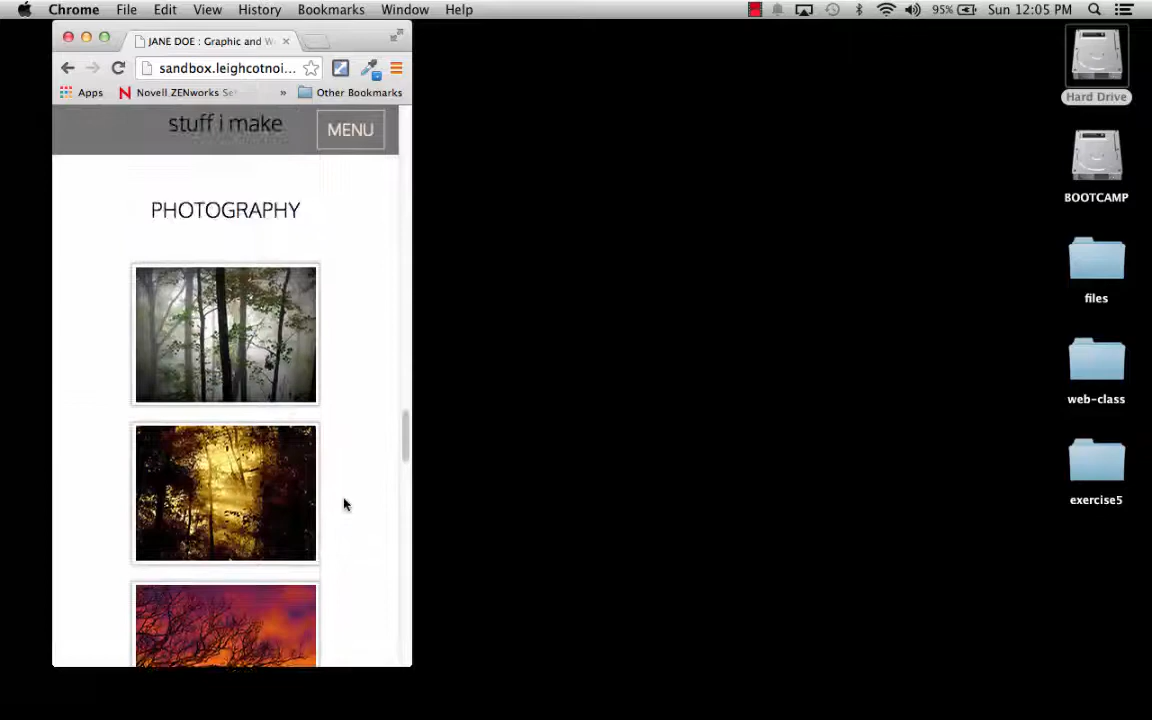 Chrome File Edit View History Bookmarks Window Help 95% Sun 12:05 PM
JANE DOE : Graphic and W
sandbox.leighcotnoi...
Apps Novell ZENworks Se » Other Bookmarks
stuff i make MENU
PHOTOGRAPHY
Hard Drive
BOOTCAMP
files
web-class
exercise5